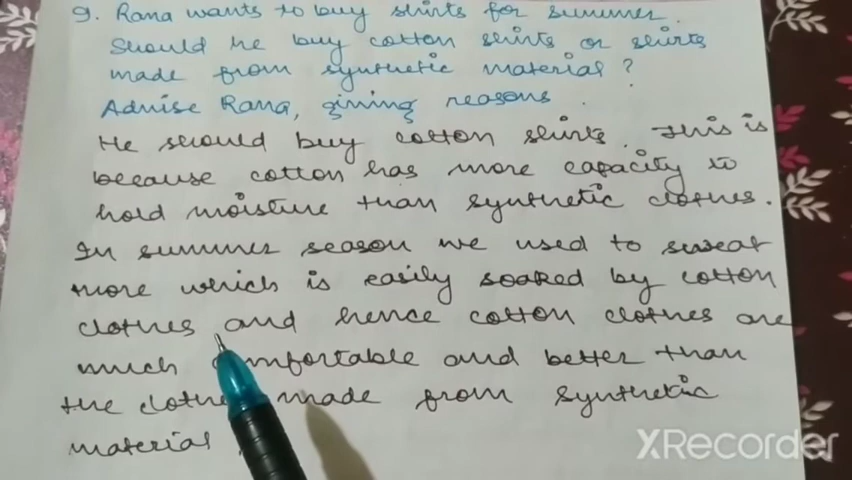 9. Rana wants to buy shirts for summer.
Should he buy cotton shirts or shirts
made from synthetic material?
Advise Rana, giving reasons.
He should buy cotton shirts. This is
because cotton has more capacity to
hold moisture than synthetic clothes.
In summer season we used to sweat
more which is easily soaked by cotton
clothes and hence cotton clothes are
much comfortable and better than
the clothes made from synthetic
material.
XRecorder